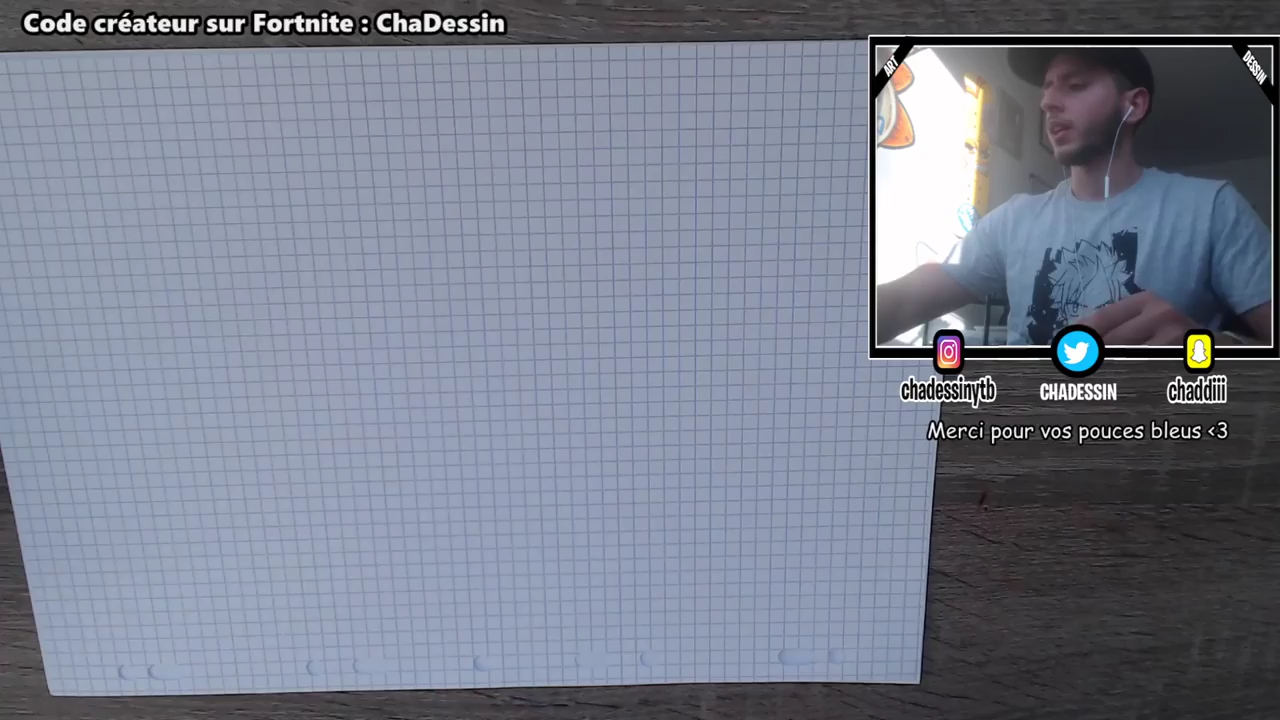 Code créateur sur Fortnite : ChaDessin
ART
DESSIN
chadessinytb
CHADESSIN
chaddiii
Merci pour vos pouces bleus <3